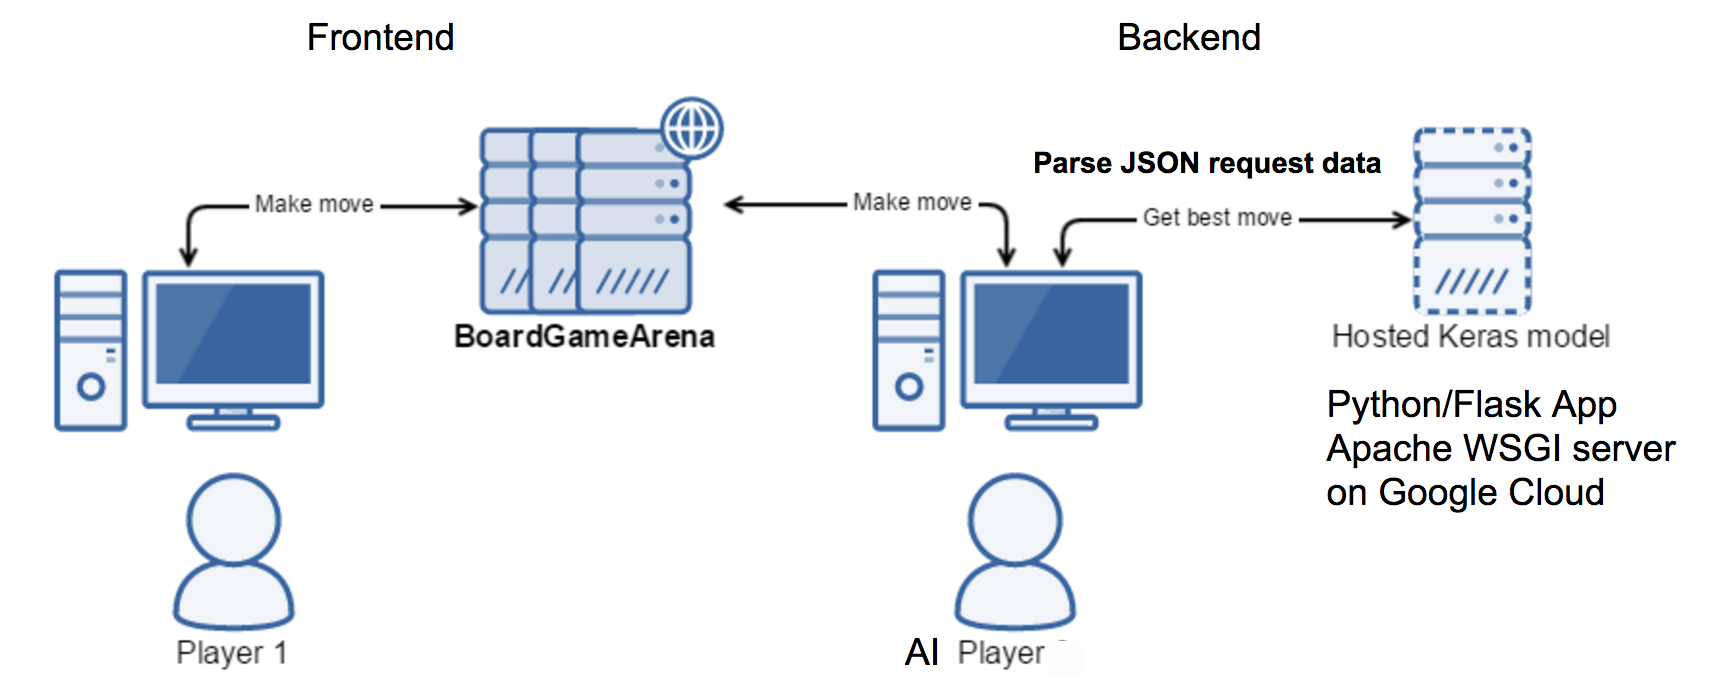 Frontend
Backend
Parse JSON request data
Make move
Make move
Get best move
BoardGameArena
Hosted Keras model
Python/Flask App
Apache WSGI server
on Google Cloud
Player 1
AI Player